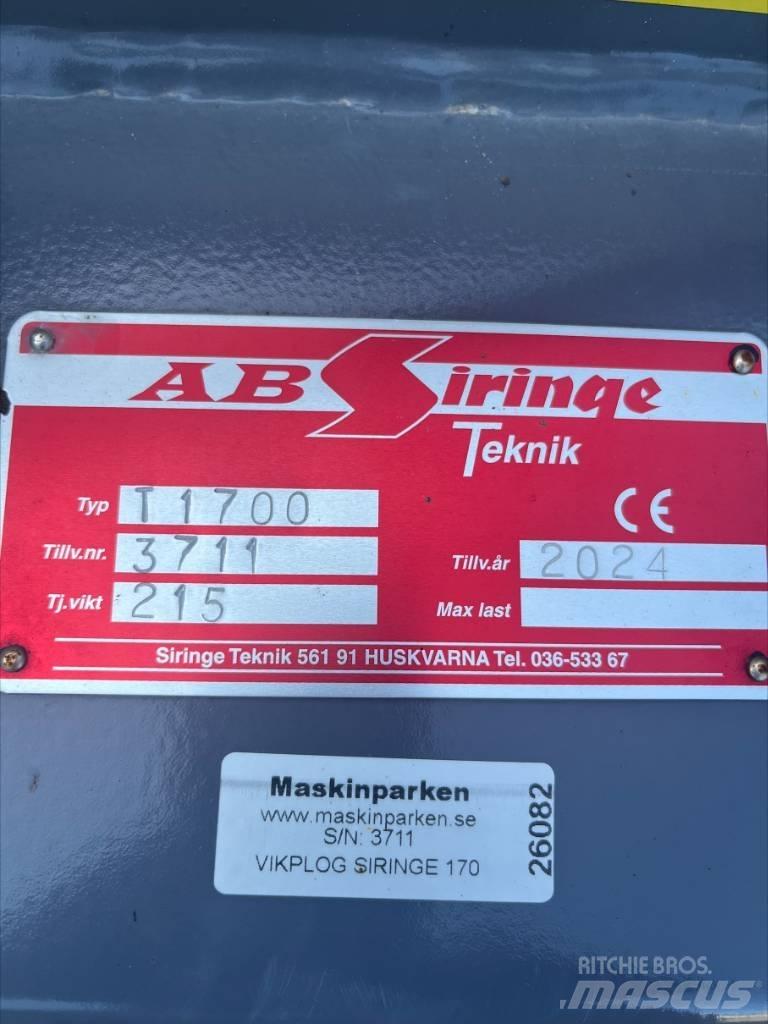 AB Siringe
Teknik
Typ T1700
CE
Tillv.nr. 3711
Tillv.år 2024
Tj.vikt 215
Max last
Siringe Teknik 561 91 HUSKVARNA Tel. 036-533 67
Maskinparken
www.maskinparken.se
S/N: 3711
VIKPLOG SIRINGE 170
26082
RITCHIE BROS.
MASCUS